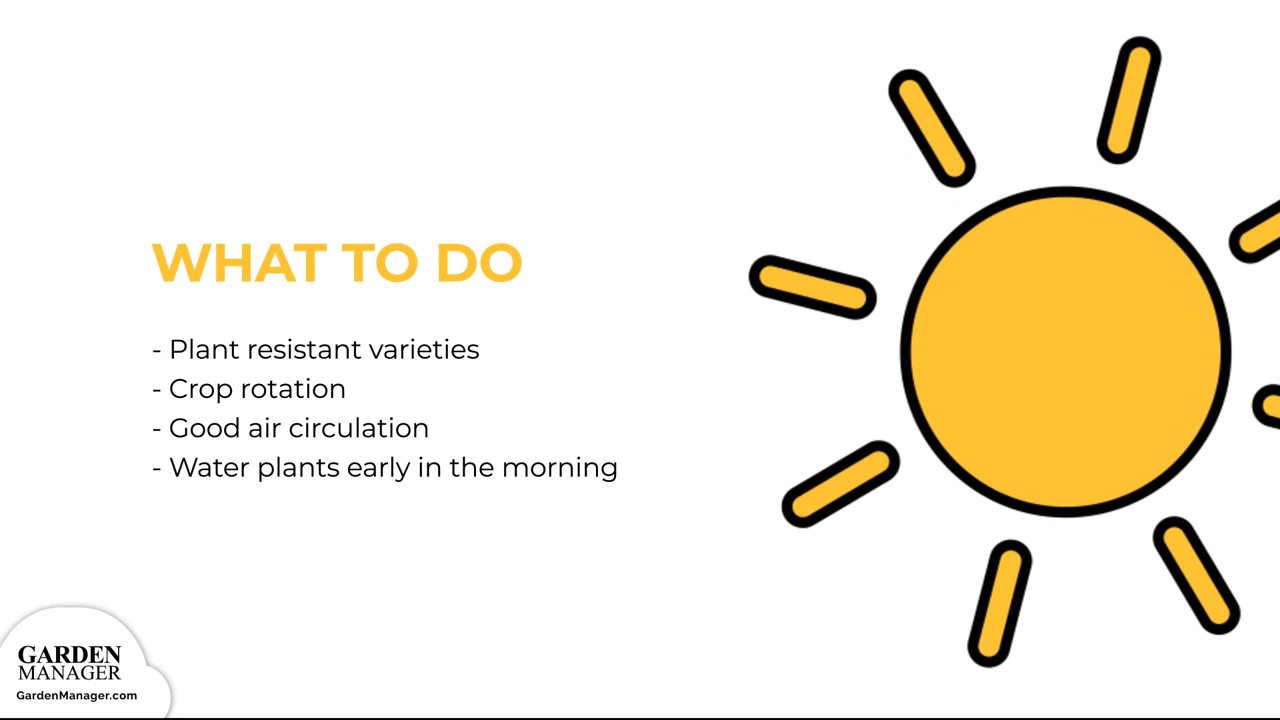 WHAT TO DO
- Plant resistant varieties
- Crop rotation
- Good air circulation
- Water plants early in the morning
GARDEN
MANAGER
GardenManager.com